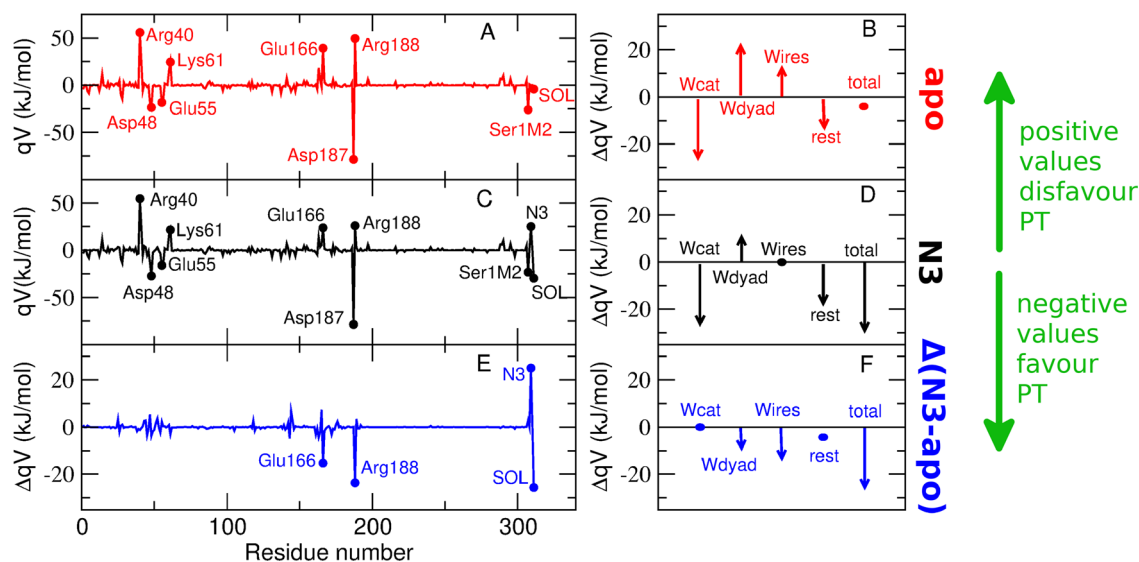 A
qV (kJ/mol)
50
0
-50
Arg40
Lys61
Asp48
Glu55
Glu166
Arg188
Asp187
SOL
Ser1M2
B
ΔqV (kJ/mol)
20
0
-20
Wcat
Wdyad
Wires
rest
total
apo
C
qV(kJ/mol)
50
0
-50
Arg40
Lys61
Glu55
Asp48
Glu166
Arg188
Asp187
N3
Ser1M2
SOL
D
ΔqV (kJ/mol)
20
0
-20
Wcat
Wdyad
Wires
rest
total
N3
E
ΔqV (kJ/mol)
20
0
-20
N3
Glu166
Arg188
SOL
0
100
200
300
Residue number
F
ΔqV (kJ/mol)
20
0
-20
Wcat
Wdyad
Wires
rest
total
Δ(N3-apo)
positive
values
disfavour
PT
negative
values
favour
PT